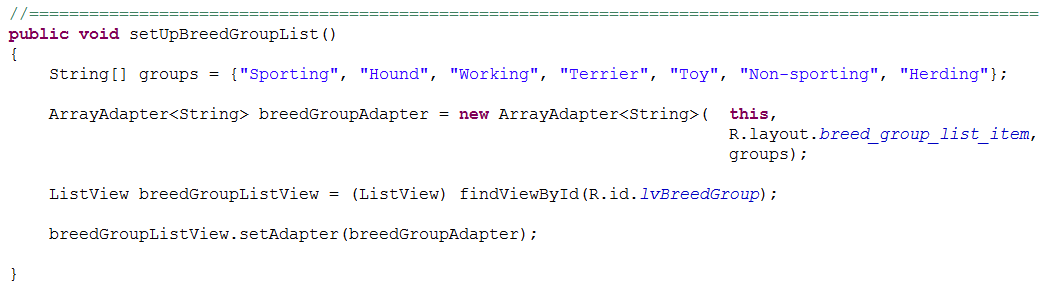 //=====================================================================================================
public void setUpBreedGroupList()
{
    String[] groups = {"Sporting", "Hound", "Working", "Terrier", "Toy", "Non-sporting", "Herding"};
    ArrayAdapter<String> breedGroupAdapter = new ArrayAdapter<String>(  this,
                                                                        R.layout.breed_group_list_item,
                                                                        groups);
    ListView breedGroupListView = (ListView) findViewById(R.id.lvBreedGroup);
    breedGroupListView.setAdapter(breedGroupAdapter);
}